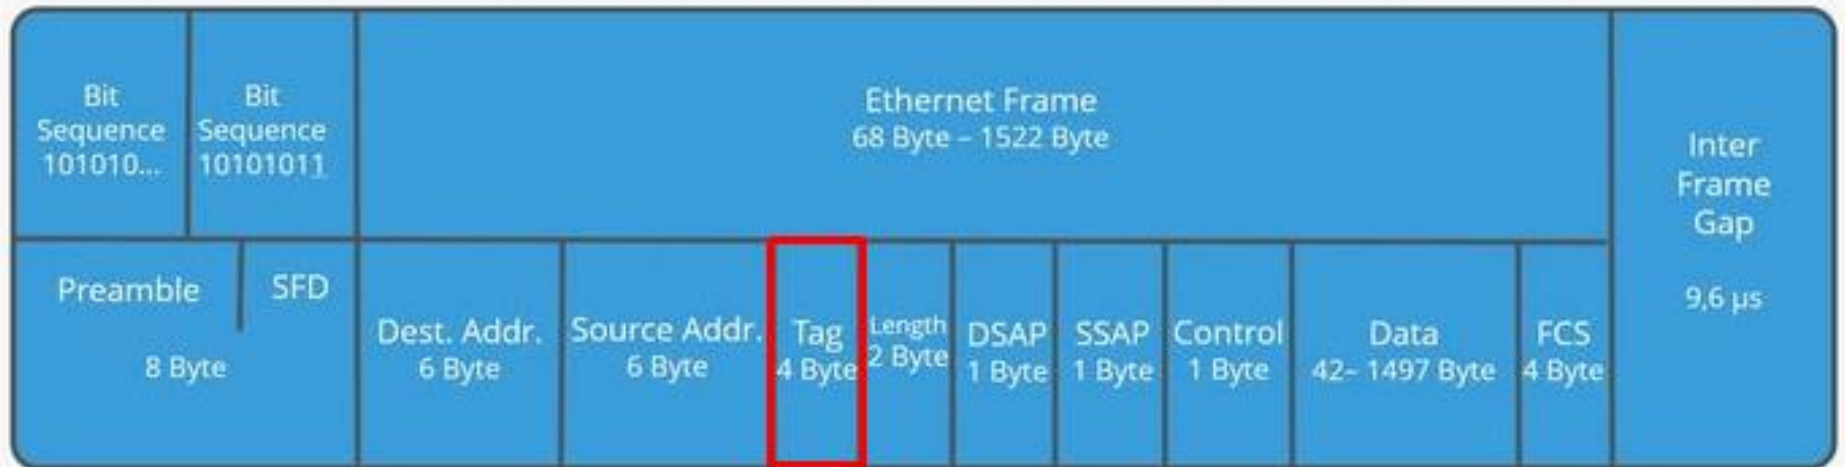 Bit
Sequence
101010...
Bit
Sequence
10101011
Ethernet Frame
68 Byte – 1522 Byte
Inter
Frame
Gap
9,6 µs
Preamble
SFD
8 Byte
Dest. Addr.
6 Byte
Source Addr.
6 Byte
Tag
4 Byte
Length
2 Byte
DSAP
1 Byte
SSAP
1 Byte
Control
1 Byte
Data
42– 1497 Byte
FCS
4 Byte